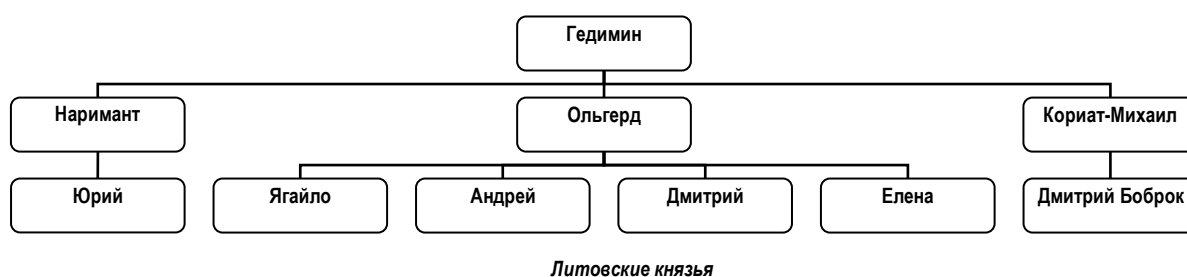 Гедимин
Наримант Ольгерд Кориат-Михаил
Юрий Ягайло Андрей Дмитрий Елена Дмитрий Боброк
Литовские князья